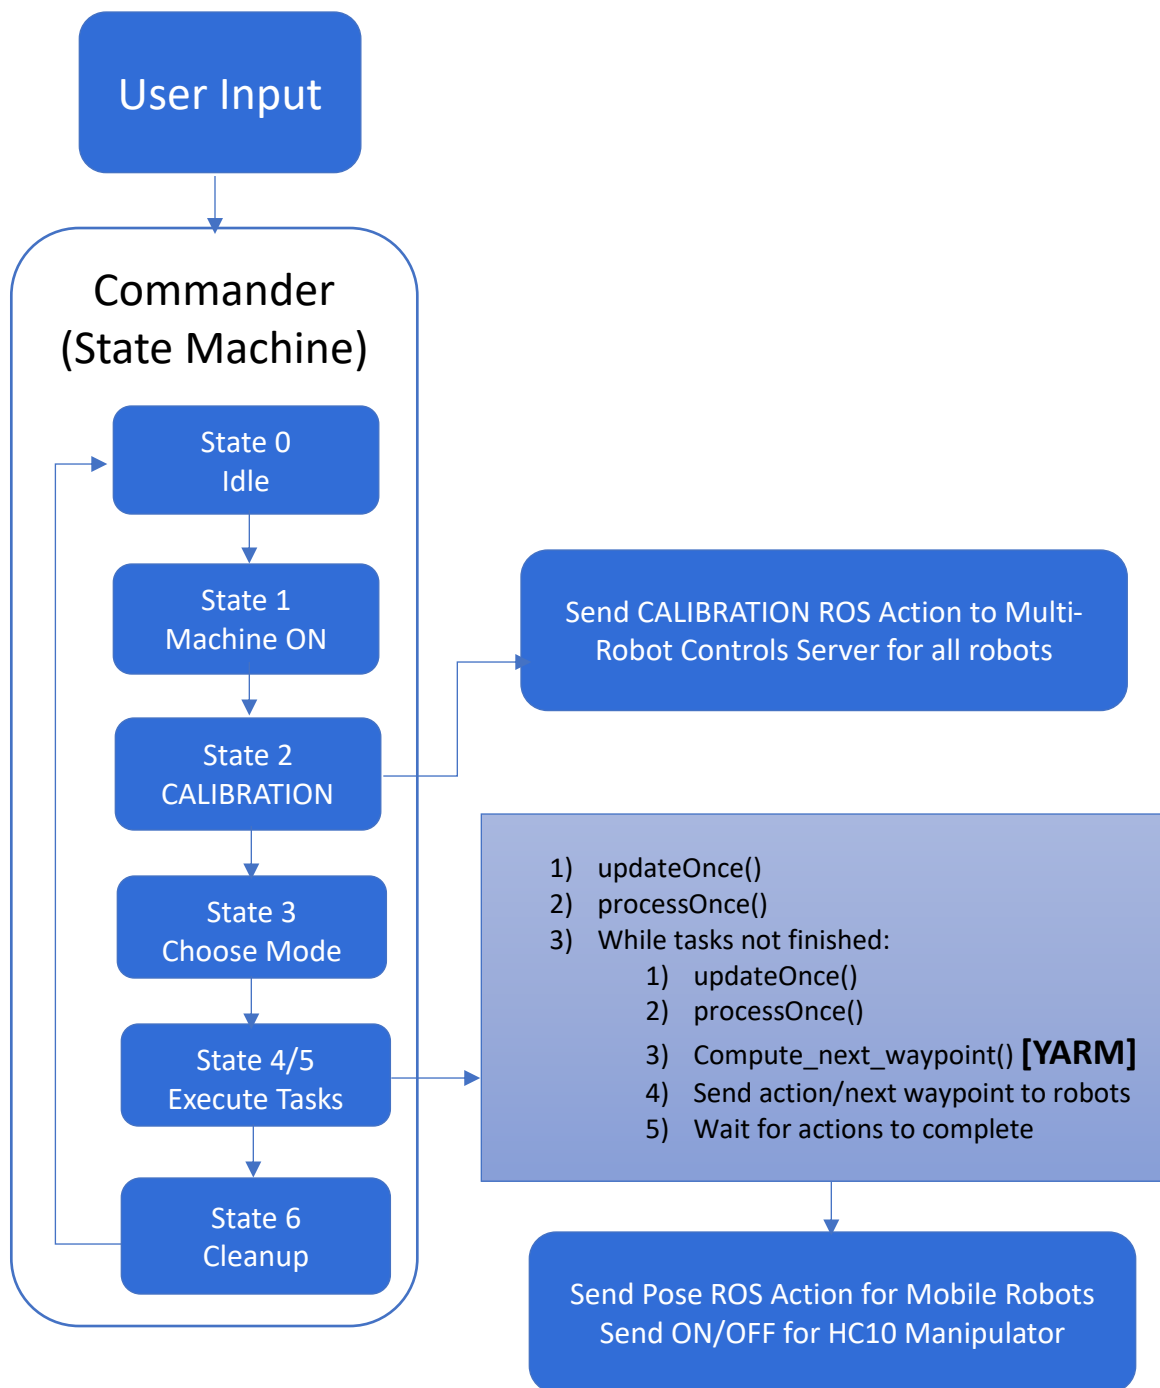 User Input
Commander
(State Machine)
State 0
Idle
State 1
Machine ON
State 2
CALIBRATION
State 3
Choose Mode
State 4/5
Execute Tasks
State 6
Cleanup
Send CALIBRATION ROS Action to Multi-
Robot Controls Server for all robots
1) updateOnce()
2) processOnce()
3) While tasks not finished:
1) updateOnce()
2) processOnce()
3) Compute_next_waypoint() [YARM]
4) Send action/next waypoint to robots
5) Wait for actions to complete
Send Pose ROS Action for Mobile Robots
Send ON/OFF for HC10 Manipulator